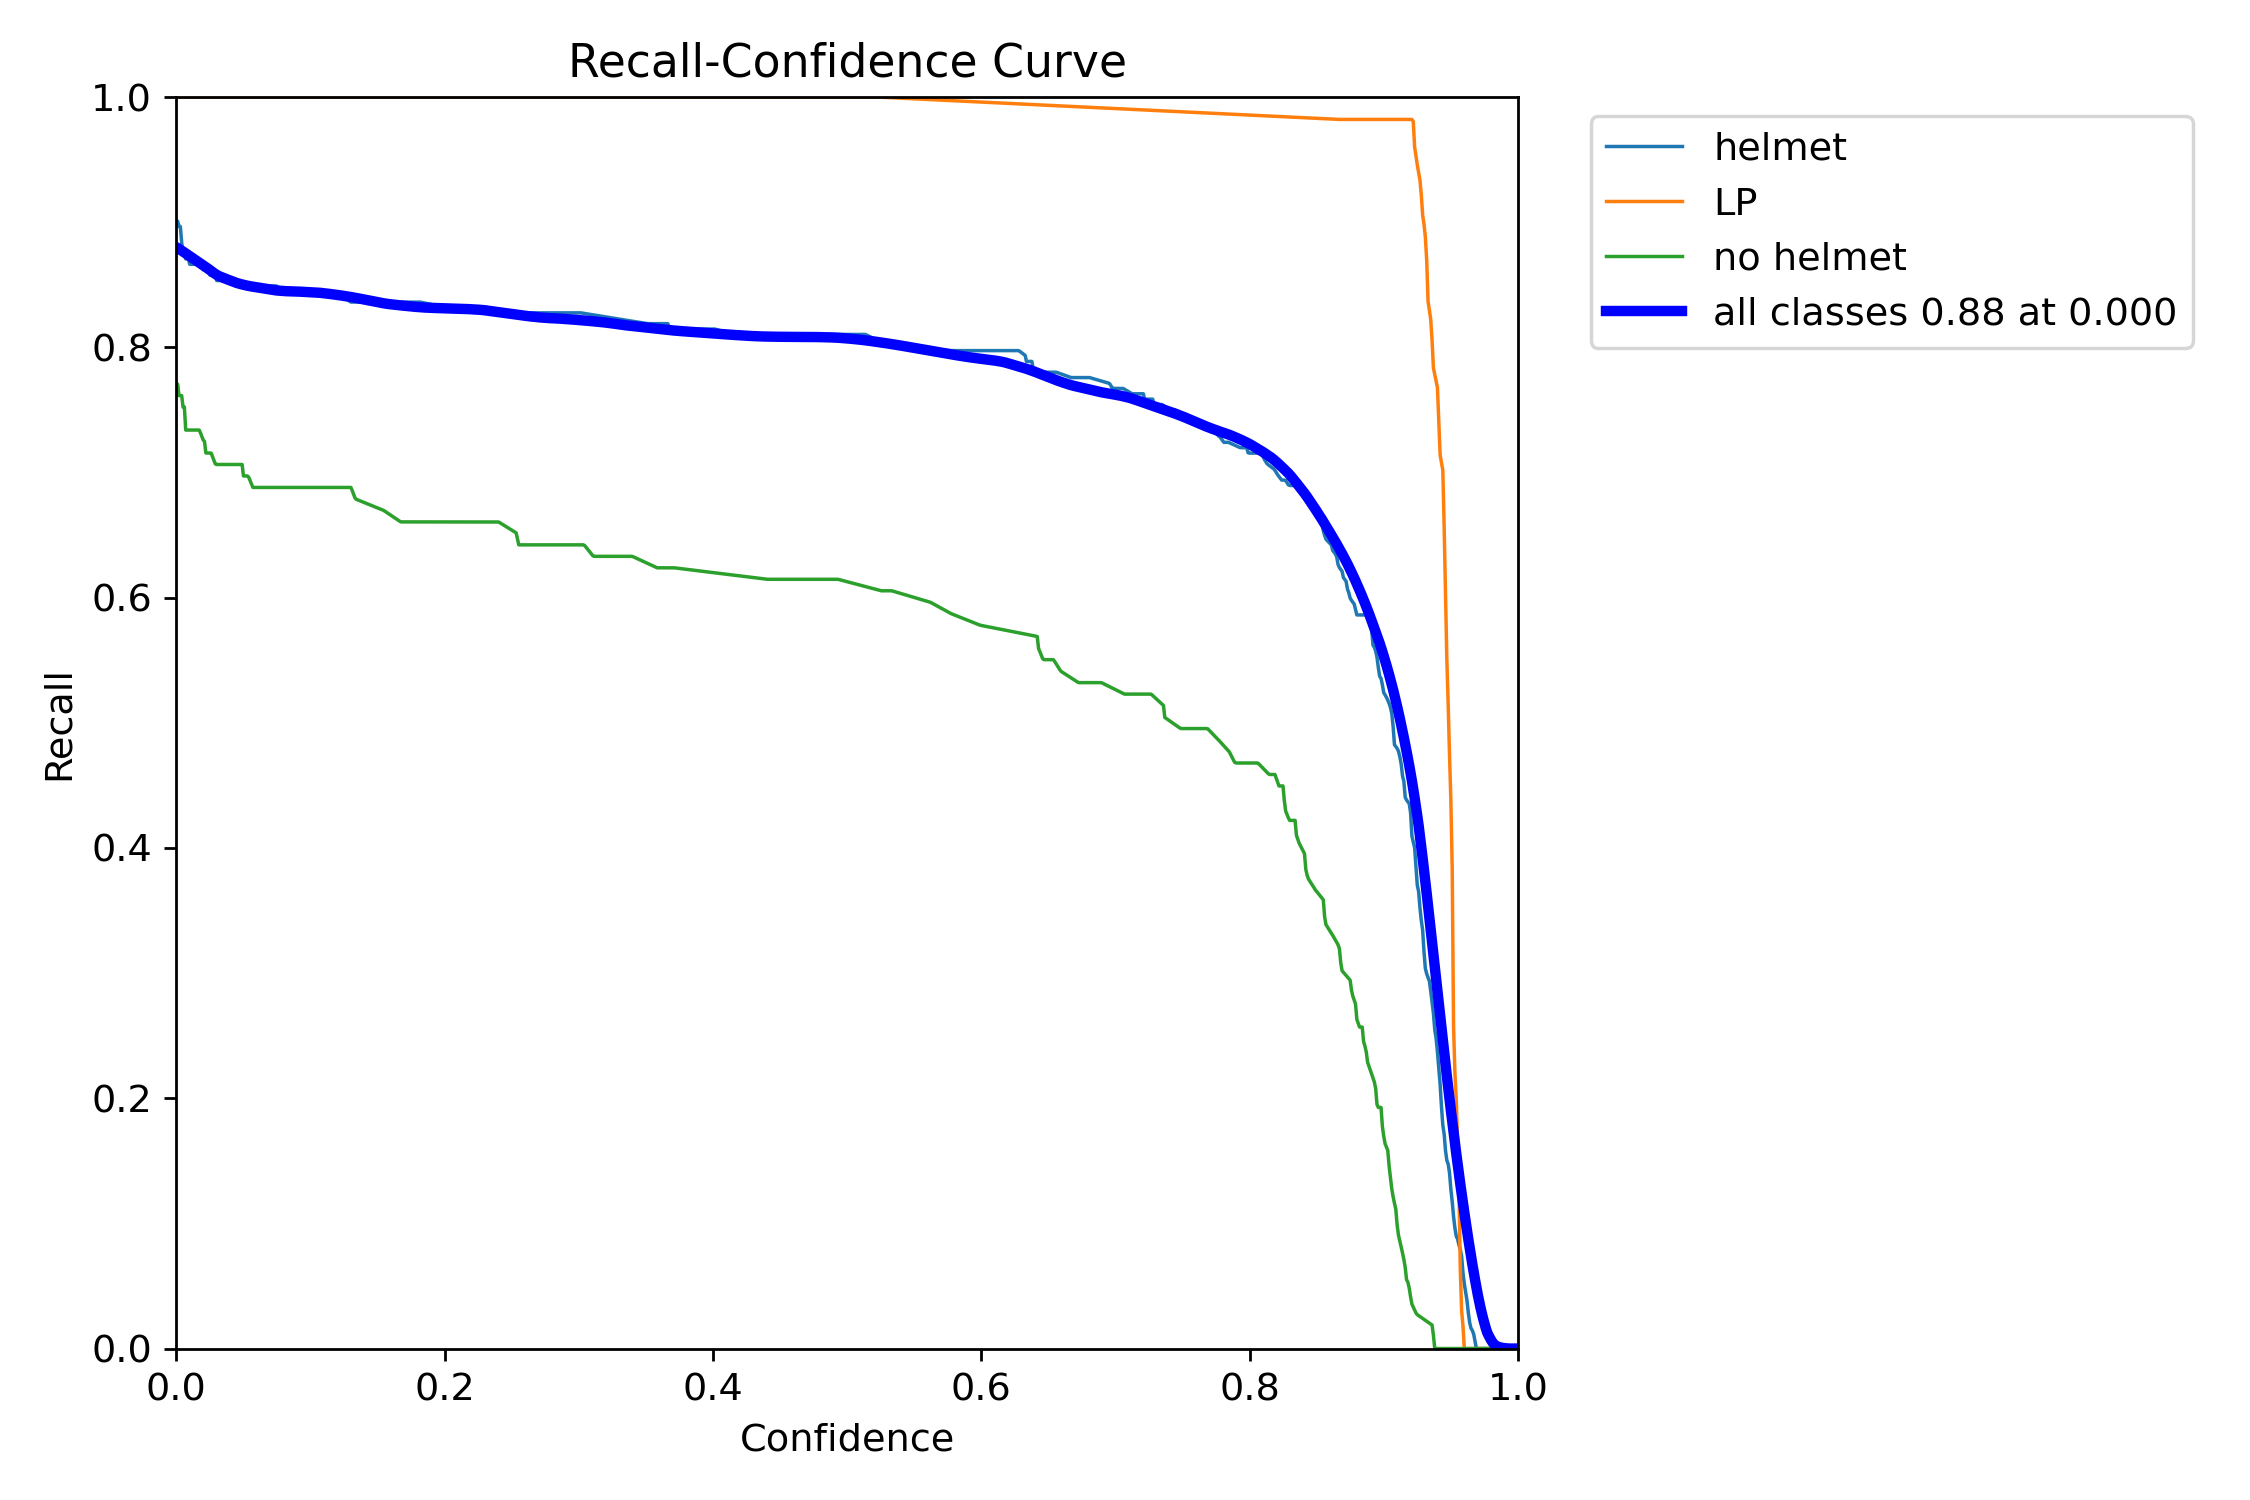 Recall-Confidence Curve
1.0
0.8
0.6
0.4
0.2
0.0
Recall
0.0 0.2 0.4 0.6 0.8 1.0
Confidence
helmet
LP
no helmet
all classes 0.88 at 0.000